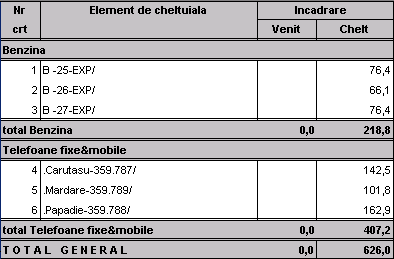 Nr Element de cheltuiala Incadrare
crt Venit Chelt
Benzina
1 B -25-EXP/ 76,4
2 B -26-EXP/ 66,1
3 B -27-EXP/ 76,4
total Benzina 0,0 218,8
Telefoane fixe&mobile
4 .Carutasu-359.787/ 142,5
5 .Mardare-359.789/ 101,8
6 .Papadie-359.788/ 162,9
total Telefoane fixe&mobile 0,0 407,2
TOTAL GENERAL 0,0 626,0